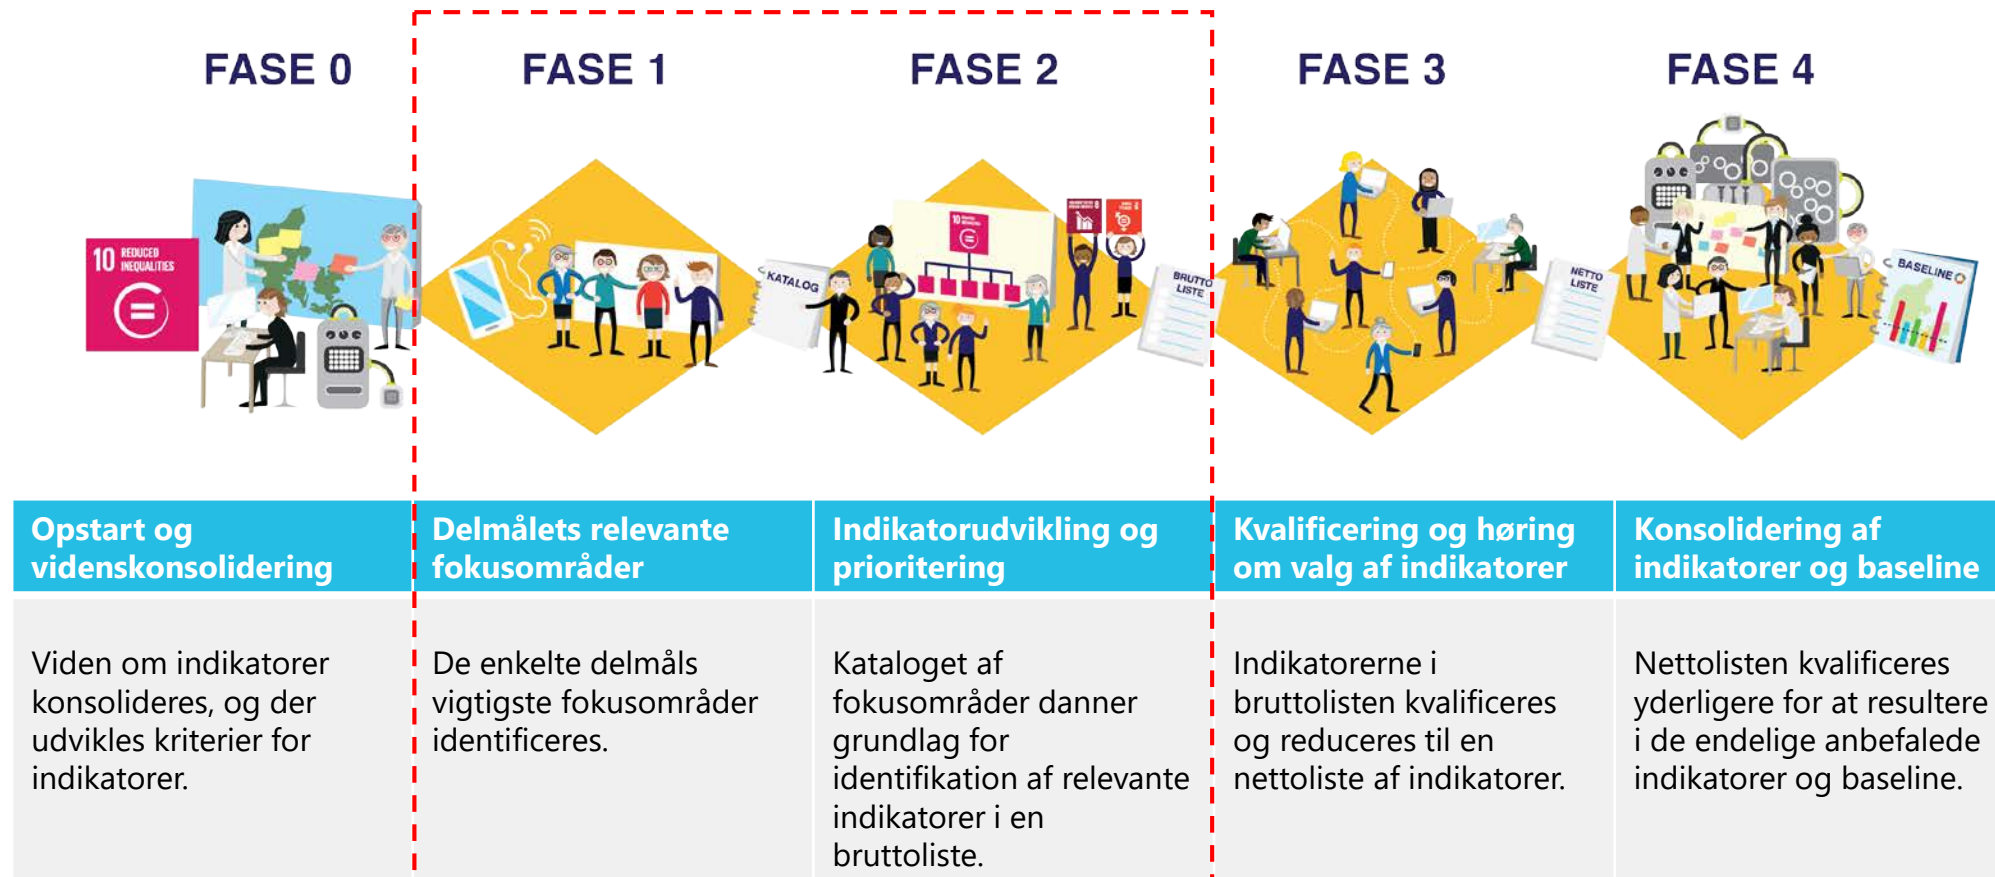 FASE 0
FASE 1
FASE 2
FASE 3
FASE 4
10 REDUCED
INEQUALITIES
KATALOG
10
BRUTTO
LISTE
NETTO
LISTE
BASELINE
Opstart og
videnskonsolidering
Delmålets relevante
fokusområder
Indikatorudvikling og
prioritering
Kvalificering og høring
om valg af indikatorer
Konsolidering af
indikatorer og baseline
Viden om indikatorer
konsolideres, og der
udvikles kriterier for
indikatorer.
De enkelte delmåls
vigtigste fokusområder
identificeres.
Kataloget af
fokusområder danner
grundlag for
identifikation af relevante
indikatorer i en
bruttoliste.
Indikatorerne i
bruttolisten kvalificeres
og reduceres til en
nettoliste af indikatorer.
Nettolisten kvalificeres
yderligere for at resultere
i de endelige anbefalede
indikatorer og baseline.